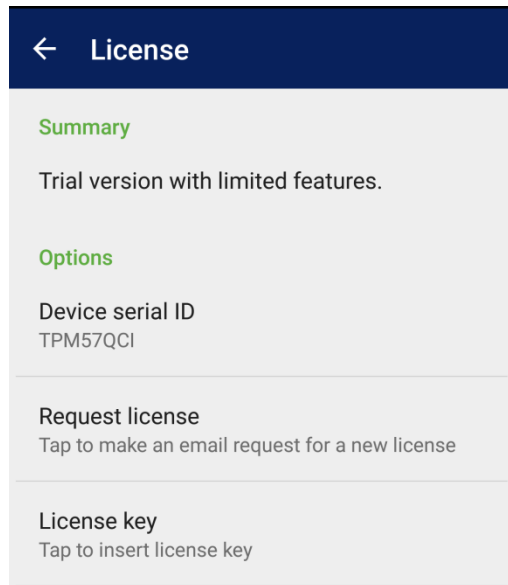 License
Summary
Trial version with limited features.
Options
Device serial ID
TPM57QCI
Request license
Tap to make an email request for a new license
License key
Tap to insert license key